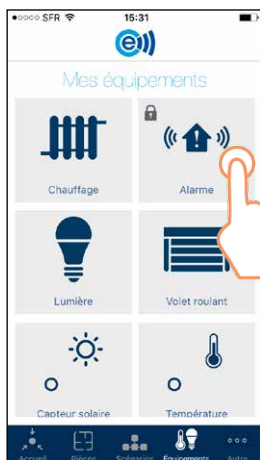 SFR 15:31
e
Mes équipements
Chauffage Alarme
Lumière Volet roulant
Capteur solaire Température
Accueil Pièces Scénarios Équipements Autre